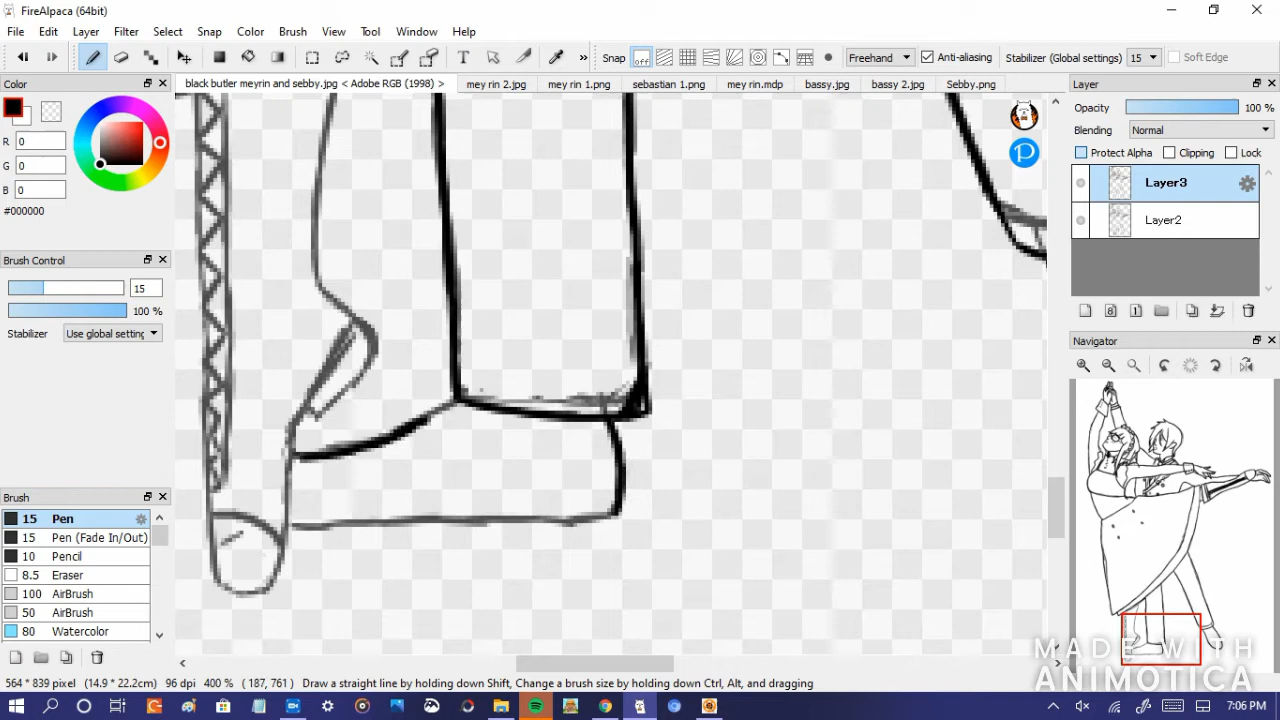 FireAlpaca (64bit)
File Edit Layer Filter Select Snap Color Brush View Tool Window Help
Snap off Freehand Anti-aliasing Stabilizer (Global settings) 15 Soft Edge
Color
black butler meyrin and sebby.jpg < Adobe RGB (1998) > mey rin 2.jpg mey rin 1.png sebastian 1.png mey rin.mdp bassy.jpg bassy 2.jpg Sebby.png
Layer
Opacity 100 %
Blending Normal
Protect Alpha Clipping Lock
R 0
G 0
B 0
#000000
Layer3
Layer2
Brush Control
15
100 %
Stabilizer Use global setting
8 1
Navigator
Brush
15 Pen
15 Pen (Fade In/Out)
10 Pencil
8.5 Eraser
100 AirBrush
50 AirBrush
80 Watercolor
MADE WITH
ANIMOTICA
564 * 839 pixel (14.9 * 22.2cm) 96 dpi 400 % ( 187, 761 ) Draw a straight line by holding down Shift, Change a brush size by holding down Ctrl, Alt, and dragging
7:06 PM